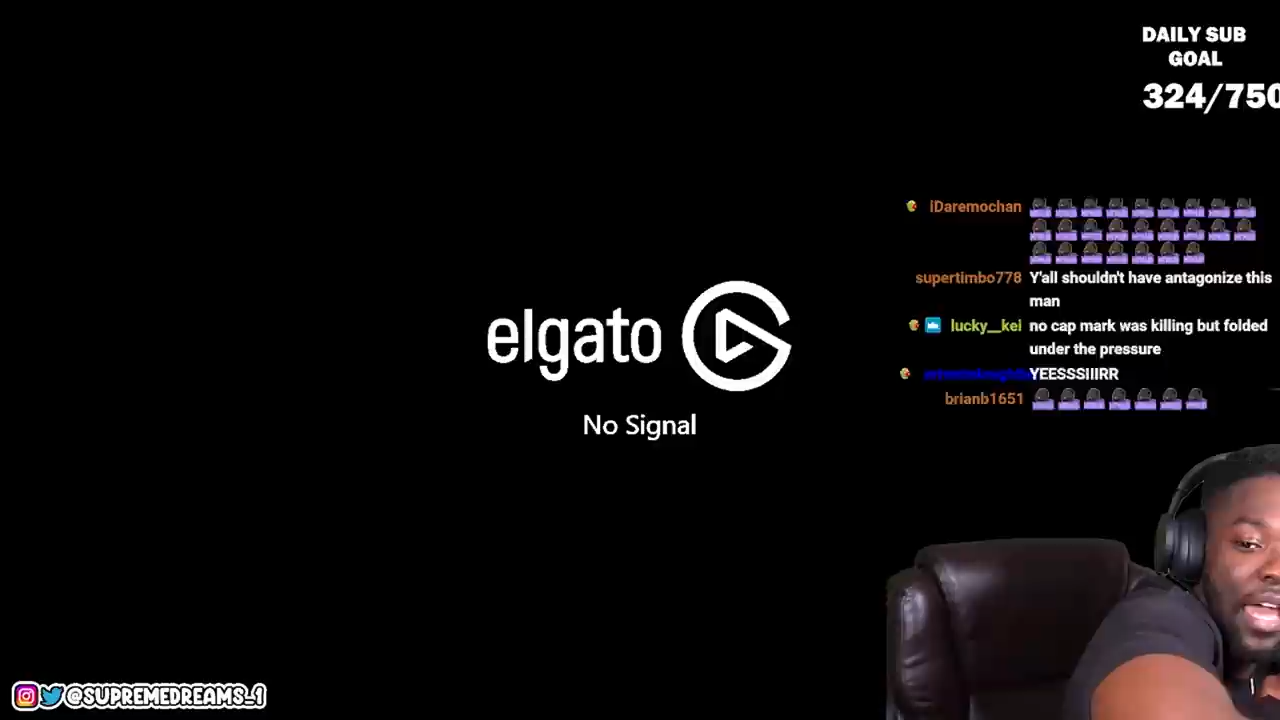 DAILY SUB
GOAL
324/750
iDaremochan
supertimbo778 Y'all shouldn't have antagonize this
man
lucky__kei no cap mark was killing but folded
under the pressure
YEESSSIIIRR
brianb1651
elgato
No Signal
@SUPREMEDREAMS_1